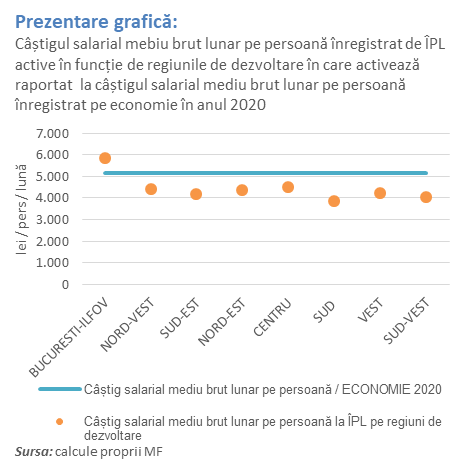 Prezentare grafică:
Câștigul salarial mebiu brut lunar pe persoană înregistrat de ÎPL
active în funcție de regiunile de dezvoltare în care activează
raportat la câștigul salarial mediu brut lunar pe persoană
înregistrat pe economie în anul 2020
7.000
6.000
5.000
4.000
3.000
2.000
1.000
0
lei / pers / lună
BUCURESTI-ILFOV
NORD-VEST
SUD-EST
NORD-EST
CENTRU
SUD
VEST
SUD-VEST
Câștig salarial mediu brut lunar pe persoană / ECONOMIE 2020
Câștig salarial mediu brut lunar pe persoană la ÎPL pe regiuni de
dezvoltare
Sursa: calcule proprii MF